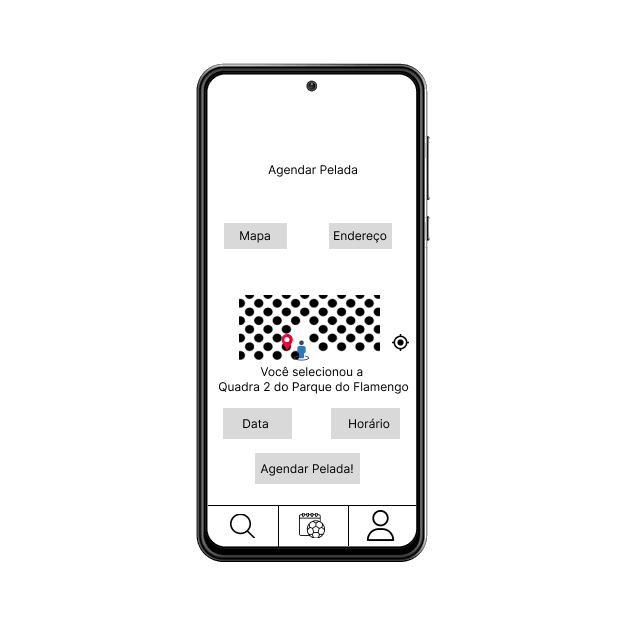 Agendar Pelada
Mapa
Endereço
Você selecionou a
Quadra 2 do Parque do Flamengo
Data
Horário
Agendar Pelada!